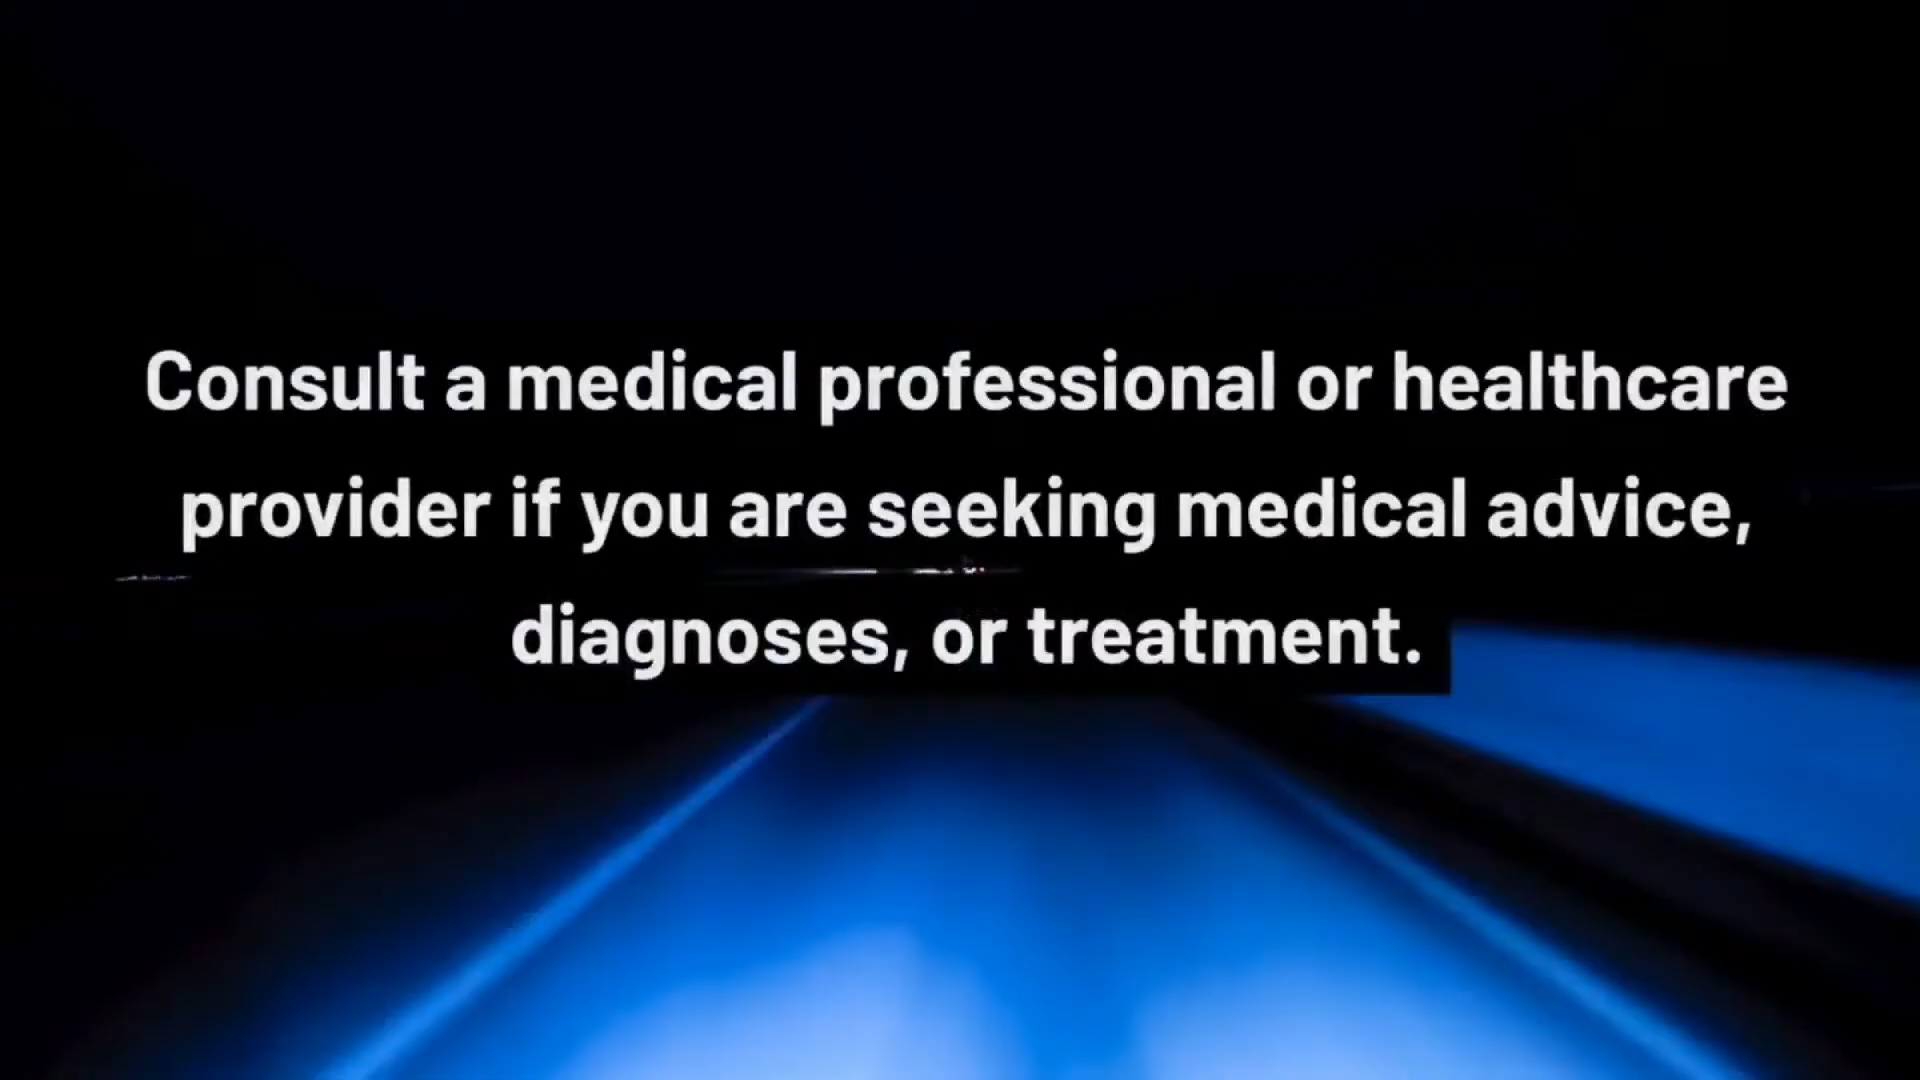 Consult a medical professional or healthcare
provider if you are seeking medical advice,
diagnoses, or treatment.